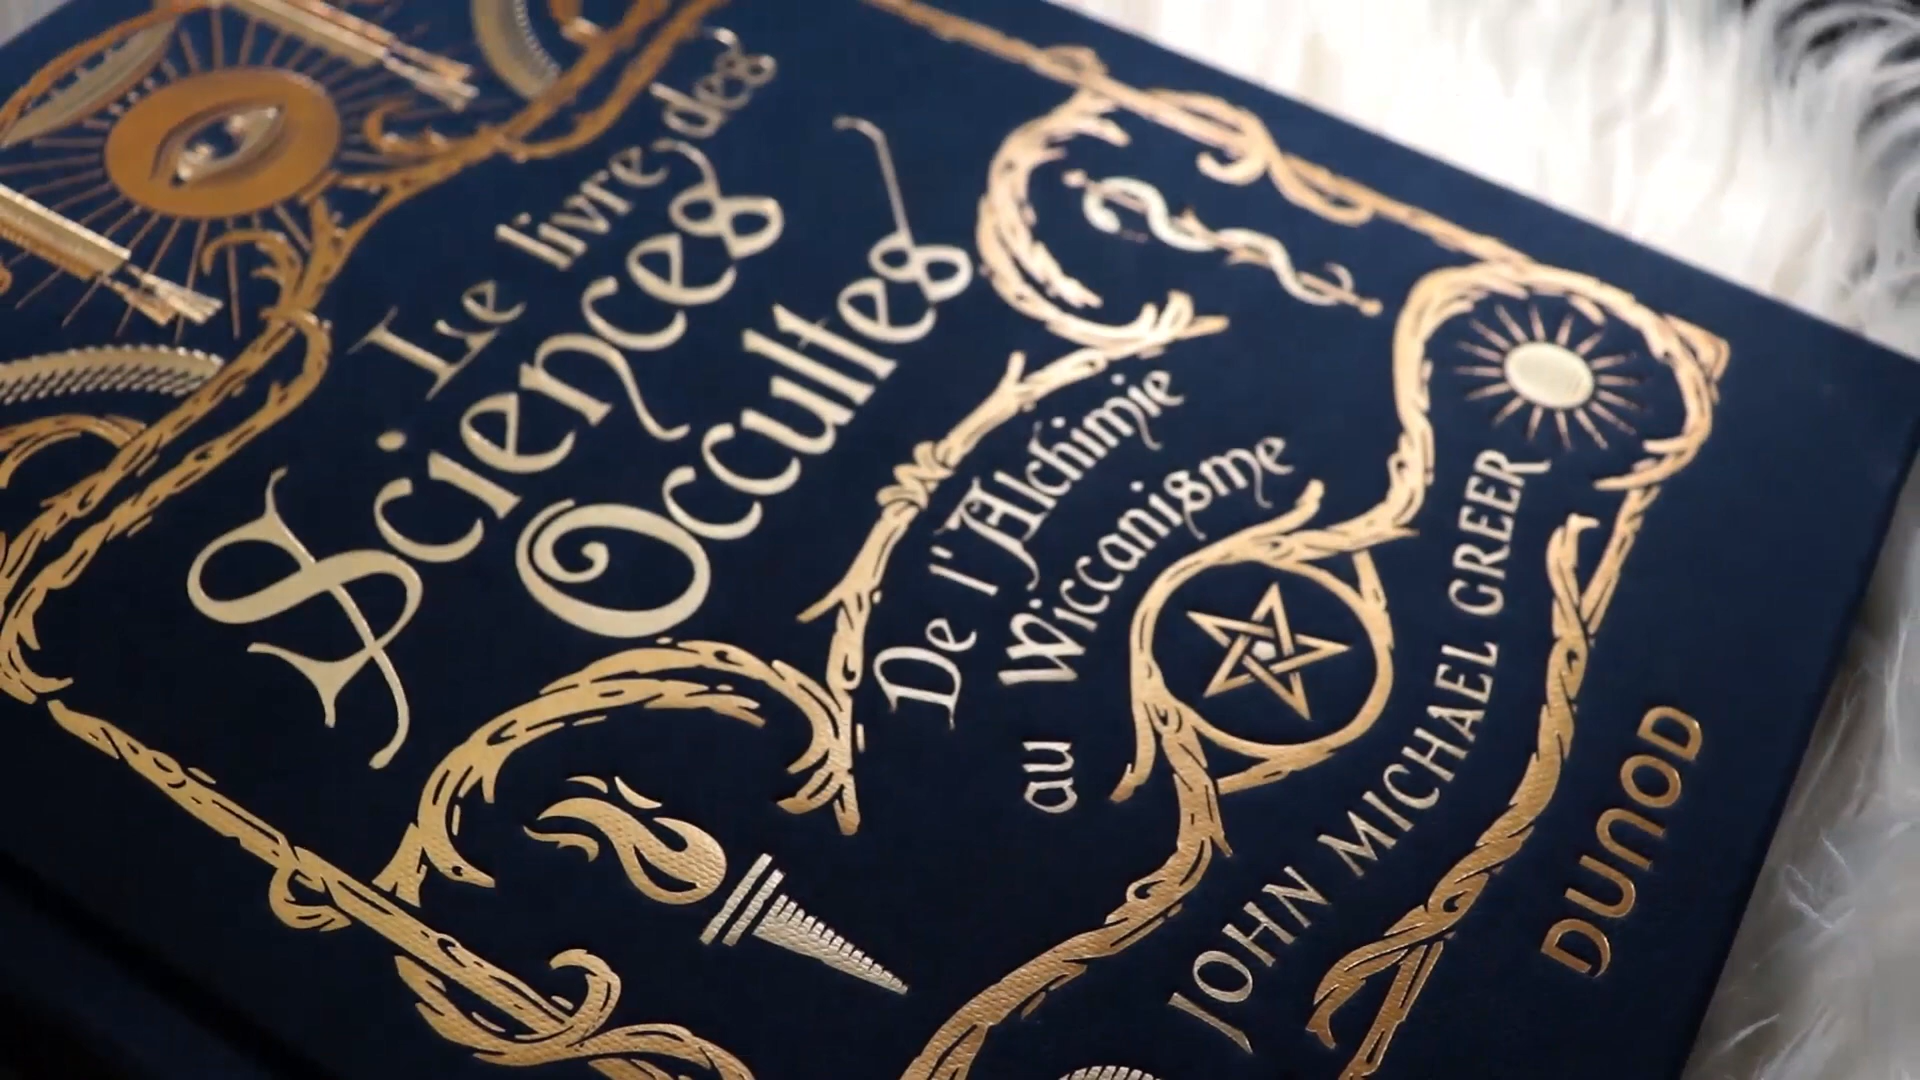 Le livre des
Sciences
Occultes
De l'Alchimie
au Wiccanisme
JOHN MICHAEL GREER
DUNOD